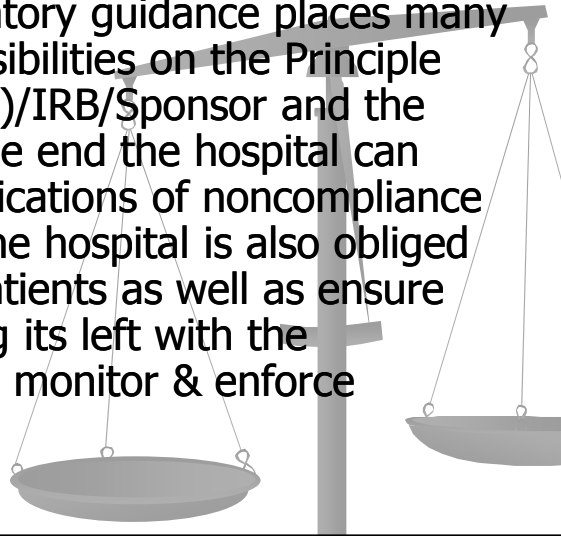 tory guidance places many
sibilities on the Principle
)/IRB/Sponsor and the
e end the hospital can
ications of noncompliance
he hospital is also obliged
tients as well as ensure
g its left with the
monitor & enforce